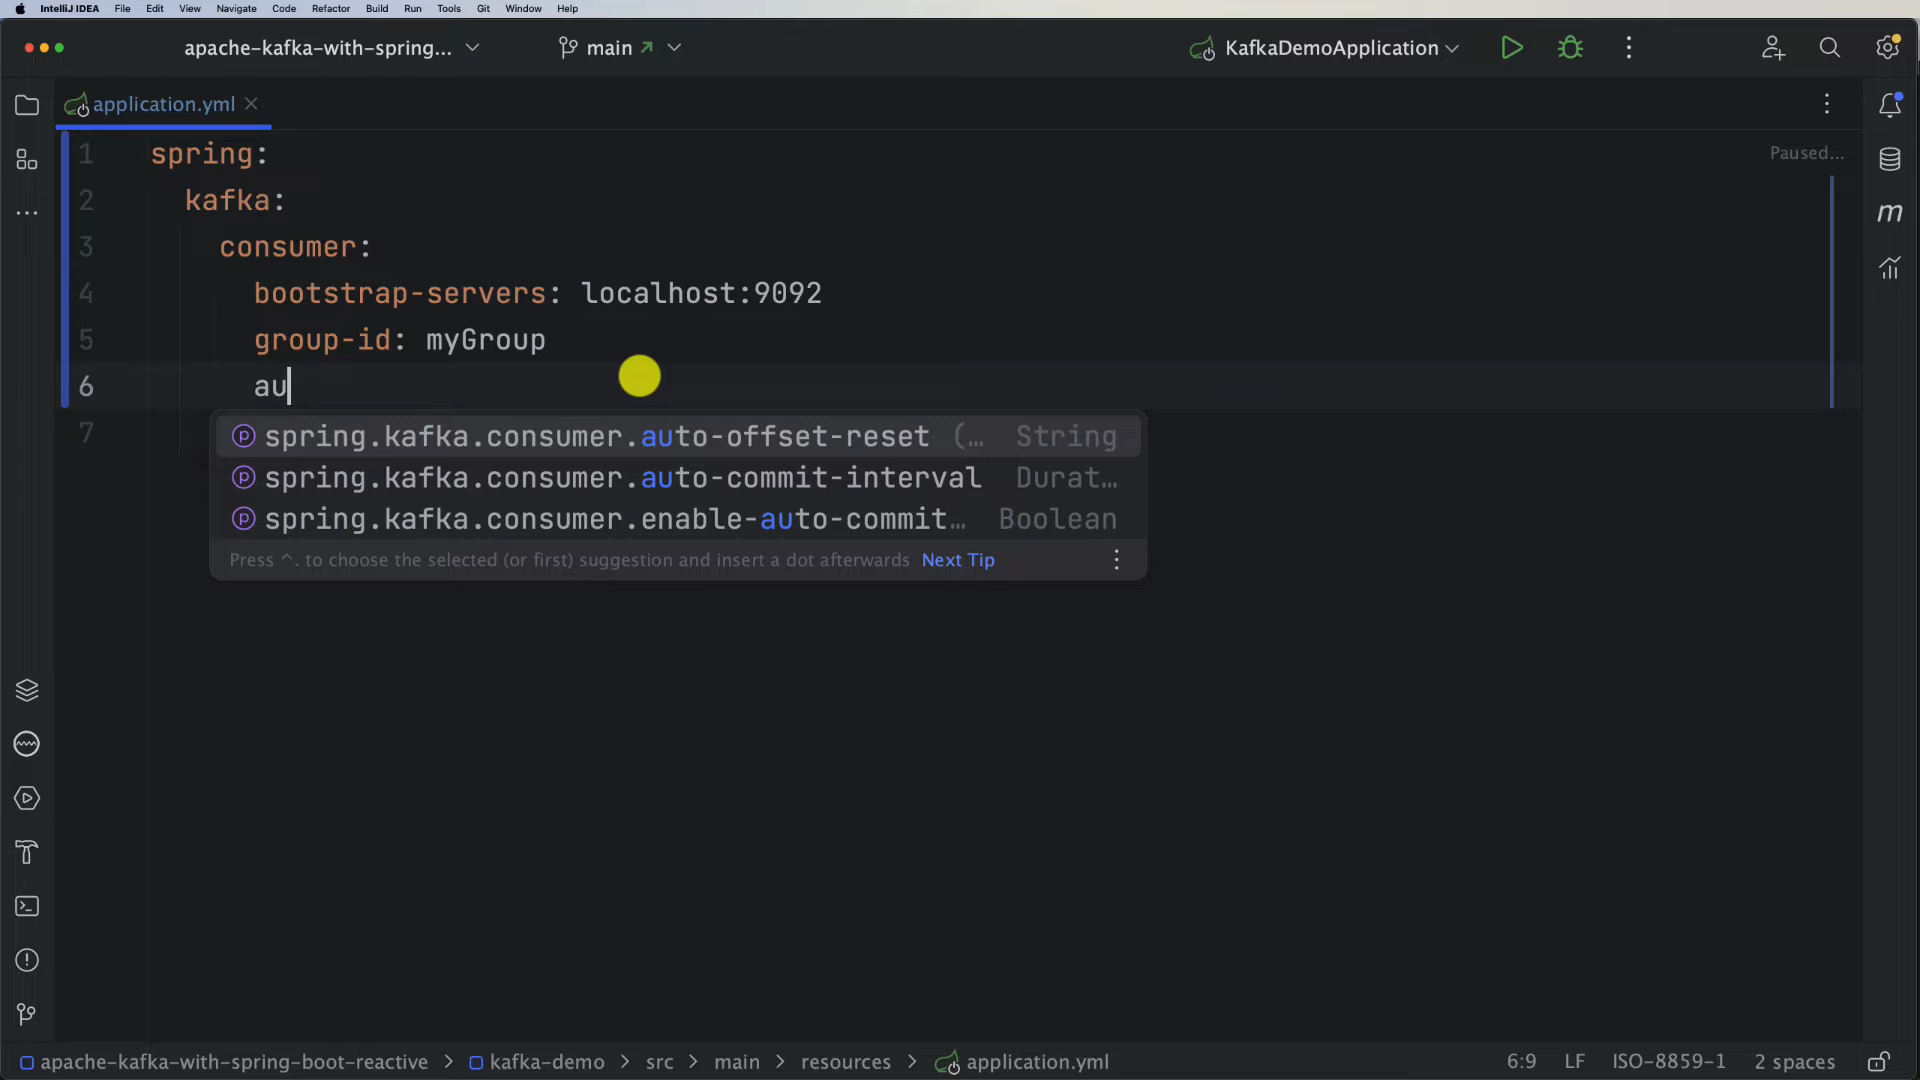 IntelliJ IDEA File Edit View Navigate Code Refactor Build Run Tools Git Window Help
apache-kafka-with-spring... main KafkaDemoApplication
application.yml
1 spring:
Paused...
2 kafka:
3 consumer:
4 bootstrap-servers: localhost:9092
5 group-id: myGroup
6 au
7
spring.kafka.consumer.auto-offset-reset (... String
spring.kafka.consumer.auto-commit-interval Durat...
spring.kafka.consumer.enable-auto-commit... Boolean
Press ^. to choose the selected (or first) suggestion and insert a dot afterwards Next Tip
apache-kafka-with-spring-boot-reactive > kafka-demo > src > main > resources > application.yml 6:9 LF ISO-8859-1 2 spaces